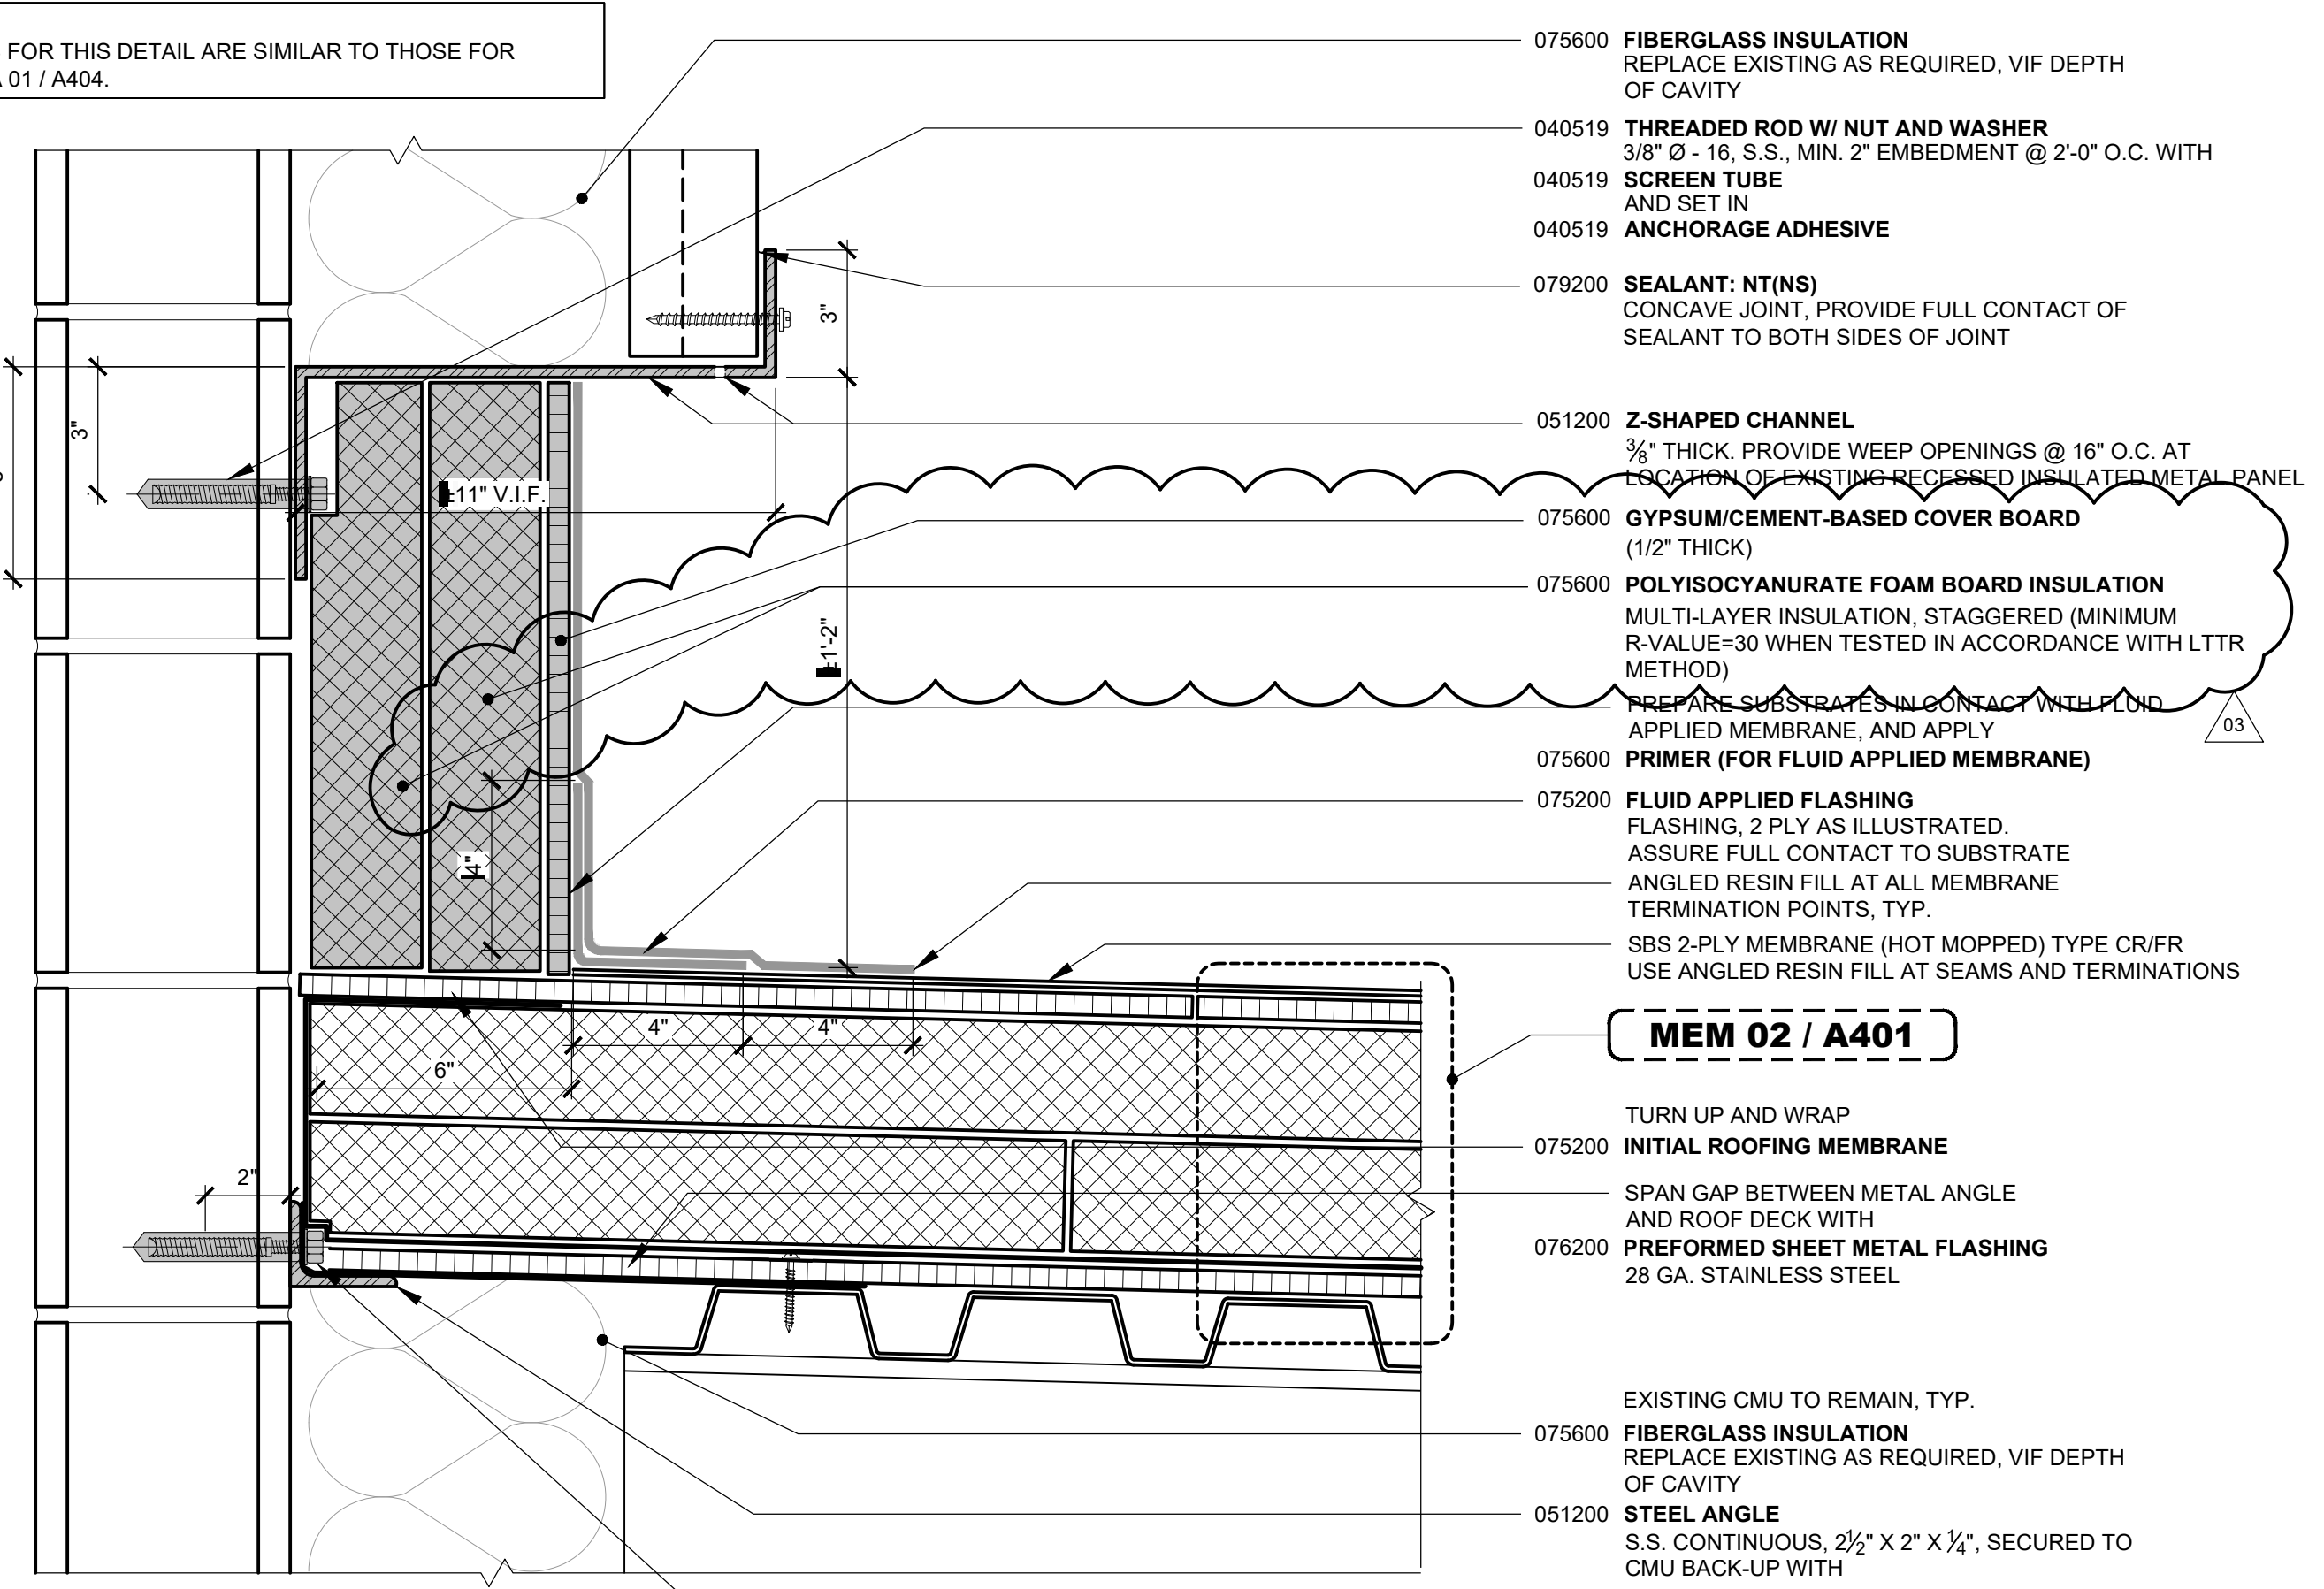 FOR THIS DETAIL ARE SIMILAR TO THOSE FOR
01 / A404.
075600 FIBERGLASS INSULATION
REPLACE EXISTING AS REQUIRED, VIF DEPTH
OF CAVITY
040519 THREADED ROD W/ NUT AND WASHER
3/8" Ø - 16, S.S., MIN. 2" EMBEDMENT @ 2'-0" O.C. WITH
040519 SCREEN TUBE
AND SET IN
040519 ANCHORAGE ADHESIVE
079200 SEALANT: NT(NS)
CONCAVE JOINT, PROVIDE FULL CONTACT OF
SEALANT TO BOTH SIDES OF JOINT
051200 Z-SHAPED CHANNEL
3/8" THICK. PROVIDE WEEP OPENINGS @ 16" O.C. AT
LOCATION OF EXISTING RECESSED INSULATED METAL PANEL
075600 GYPSUM/CEMENT-BASED COVER BOARD
(1/2" THICK)
075600 POLYISOCYANURATE FOAM BOARD INSULATION
MULTI-LAYER INSULATION, STAGGERED (MINIMUM
R-VALUE=30 WHEN TESTED IN ACCORDANCE WITH LTTR
METHOD)
PREPARE SUBSTRATES IN CONTACT WITH FLUID
APPLIED MEMBRANE, AND APPLY
03
075600 PRIMER (FOR FLUID APPLIED MEMBRANE)
075200 FLUID APPLIED FLASHING
FLASHING, 2 PLY AS ILLUSTRATED.
ASSURE FULL CONTACT TO SUBSTRATE
ANGLED RESIN FILL AT ALL MEMBRANE
TERMINATION POINTS, TYP.
SBS 2-PLY MEMBRANE (HOT MOPPED) TYPE CR/FR
USE ANGLED RESIN FILL AT SEAMS AND TERMINATIONS
MEM 02 / A401
TURN UP AND WRAP
075200 INITIAL ROOFING MEMBRANE
SPAN GAP BETWEEN METAL ANGLE
AND ROOF DECK WITH
076200 PREFORMED SHEET METAL FLASHING
28 GA. STAINLESS STEEL
EXISTING CMU TO REMAIN, TYP.
075600 FIBERGLASS INSULATION
REPLACE EXISTING AS REQUIRED, VIF DEPTH
OF CAVITY
051200 STEEL ANGLE
S.S. CONTINUOUS, 2 1/2" X 2" X 1/4", SECURED TO
CMU BACK-UP WITH
3"
3"
±11" V.I.F.
±1'-2"
4"
4"
4"
6"
2"